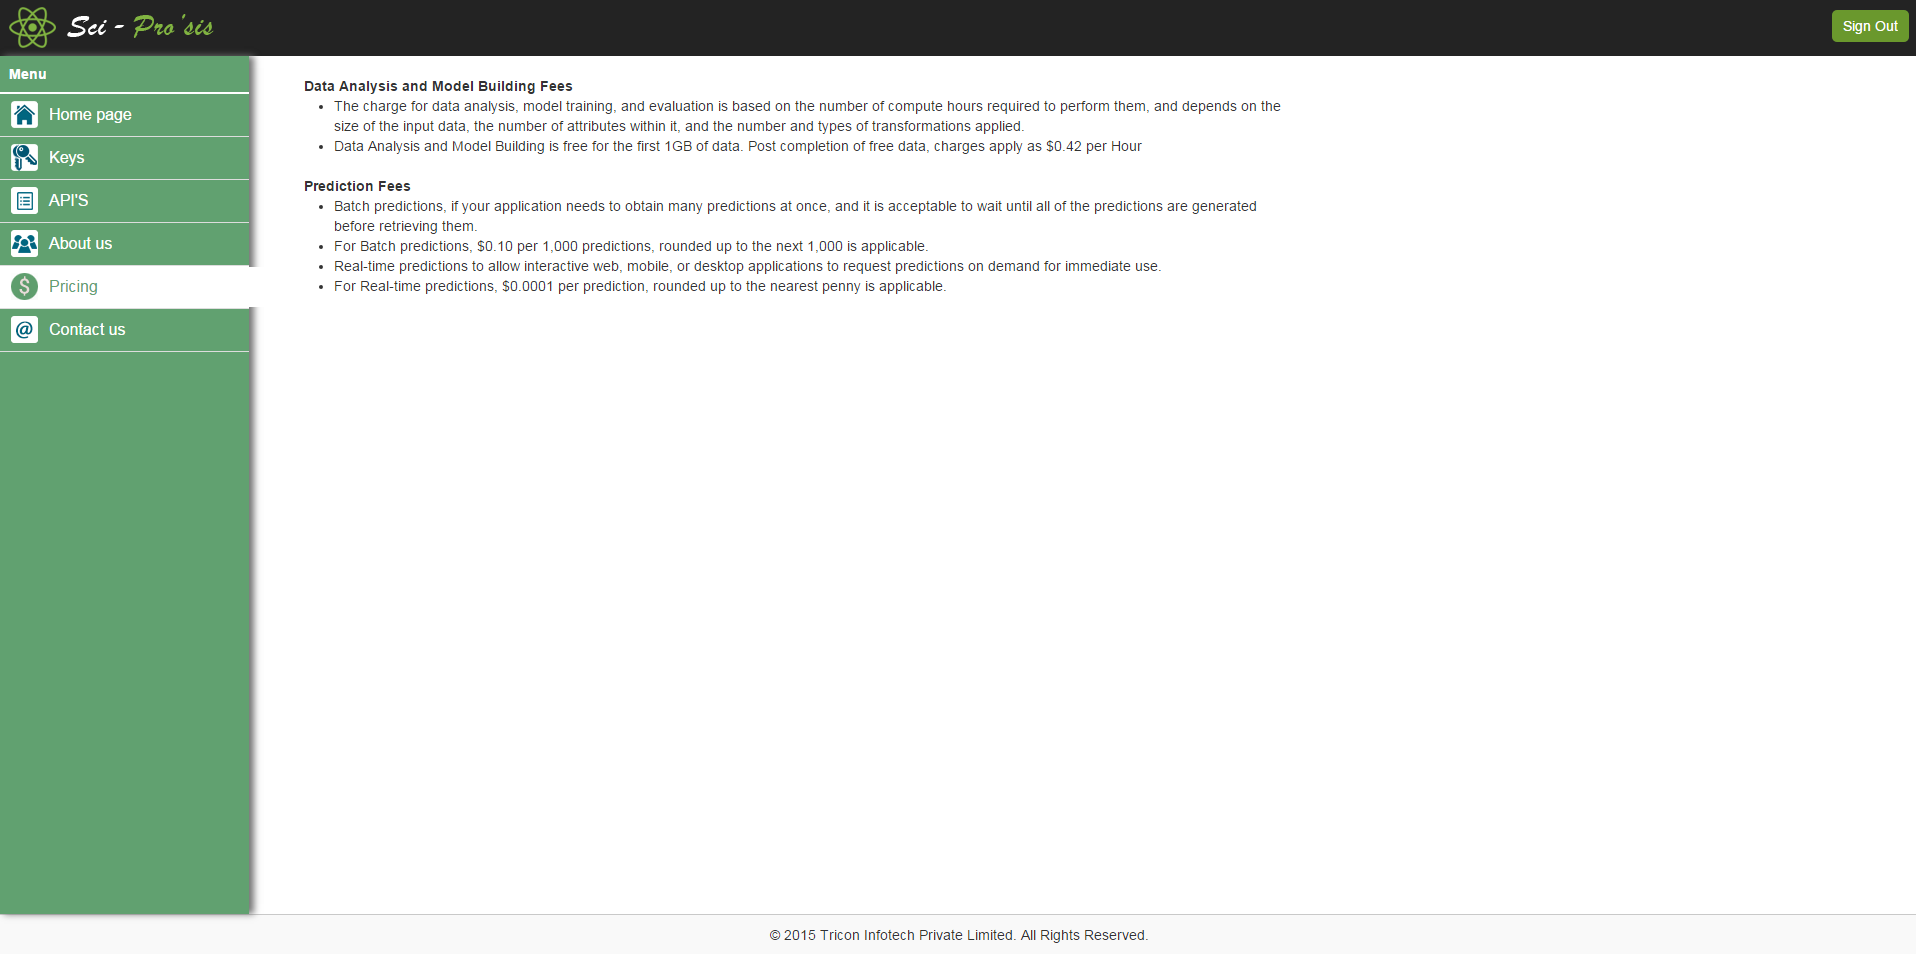 Sci - Pro'sis
Sign Out
Menu
Home page
Keys
API'S
About us
Pricing
Contact us
Data Analysis and Model Building Fees
• The charge for data analysis, model training, and evaluation is based on the number of compute hours required to perform them, and depends on the
size of the input data, the number of attributes within it, and the number and types of transformations applied.
• Data Analysis and Model Building is free for the first 1GB of data. Post completion of free data, charges apply as $0.42 per Hour
Prediction Fees
• Batch predictions, if your application needs to obtain many predictions at once, and it is acceptable to wait until all of the predictions are generated
before retrieving them.
• For Batch predictions, $0.10 per 1,000 predictions, rounded up to the next 1,000 is applicable.
• Real-time predictions to allow interactive web, mobile, or desktop applications to request predictions on demand for immediate use.
• For Real-time predictions, $0.0001 per prediction, rounded up to the nearest penny is applicable.
© 2015 Tricon Infotech Private Limited. All Rights Reserved.